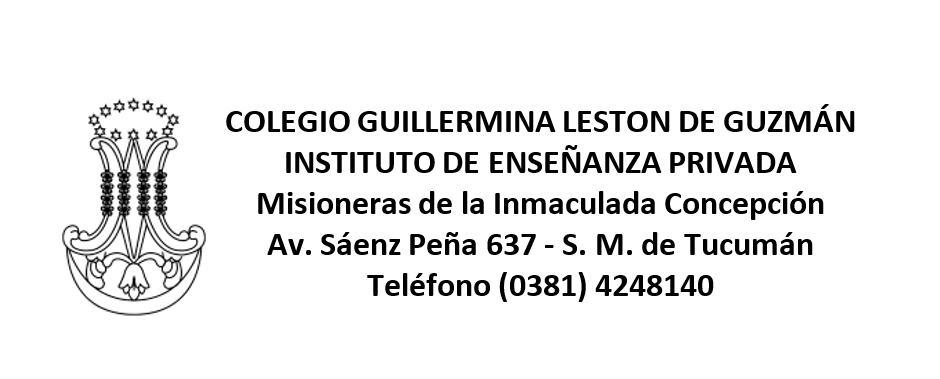 COLEGIO GUILLERMINA LESTON DE GUZMÁN
INSTITUTO DE ENSEÑANZA PRIVADA
Misioneras de la Inmaculada Concepción
Av. Sáenz Peña 637 - S. M. de Tucumán
Teléfono (0381) 4248140